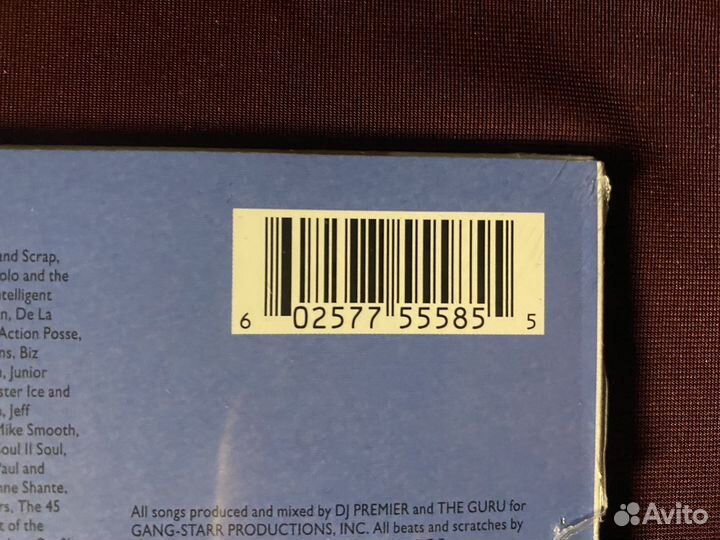 and Scrap,
olo and the
ntelligent
n, De La
Action Posse,
ns, Biz
Junior
ster Ice and
Jeff
Mike Smooth,
Soul II Soul,
Paul and
nne Shante,
rs, The 45
t of the
6 02577 55585 5
All songs produced and mixed by DJ PREMIER and THE GURU for
GANG-STARR PRODUCTIONS, INC. All beats and scratches by
Avito